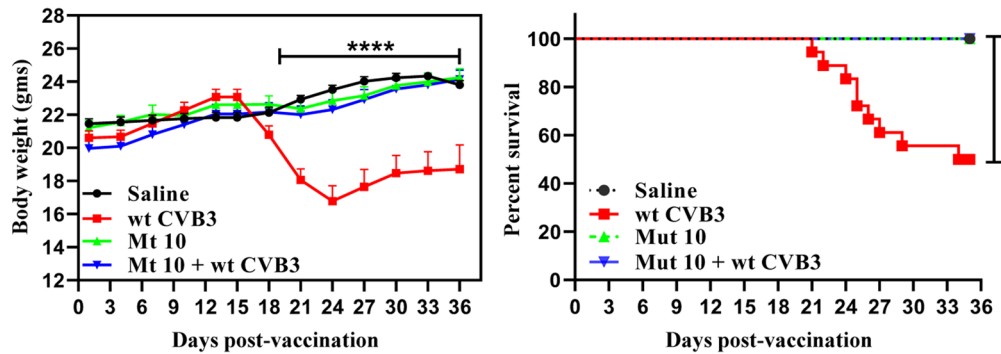 Body weight (gms)
28
26
24
22
20
18
16
14
12
****
Saline
wt CVB3
Mt 10
Mt 10 + wt CVB3
0 3 6 9 12 15 18 21 24 27 30 33 36
Days post-vaccination
Percent survival
100
80
60
40
20
0
Saline
wt CVB3
Mut 10
Mut 10 + wt CVB3
0 3 6 9 12 15 18 21 24 27 30 33 36
Days post-vaccination